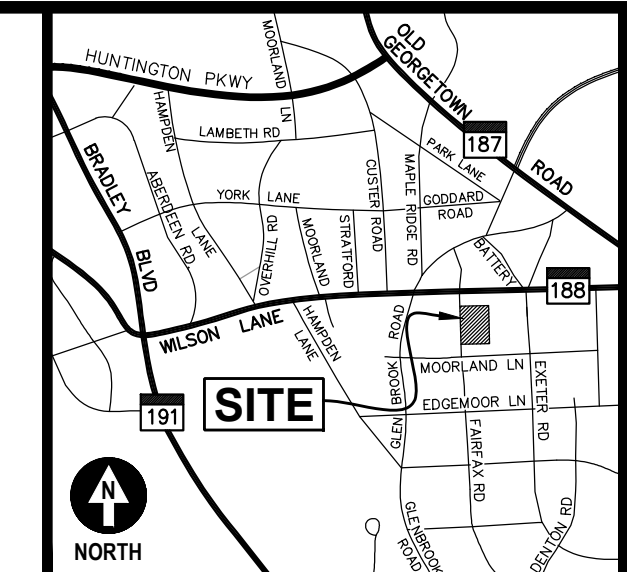 HUNTINGTON PKWY
MOORLAND LN
OLD GEORGETOWN ROAD
187
HAMPDEN LANE
LAMBETH RD
PARK LANE
BRADLEY BLVD
ABERDEEN RD.
YORK LANE
CUSTER ROAD
MAPLE RIDGE RD
GODDARD
ROAD
OVERHILL RD
MOORLAND
STRATFORD
BATTERY
188
WILSON LANE
HAMPDEN LANE
GLEN BROOK ROAD
MOORLAND LN
EXETER RD
191
SITE
EDGEMOOR LN
FAIRFAX RD
GLENBROOK
ROAD
DENTON RD
N
NORTH